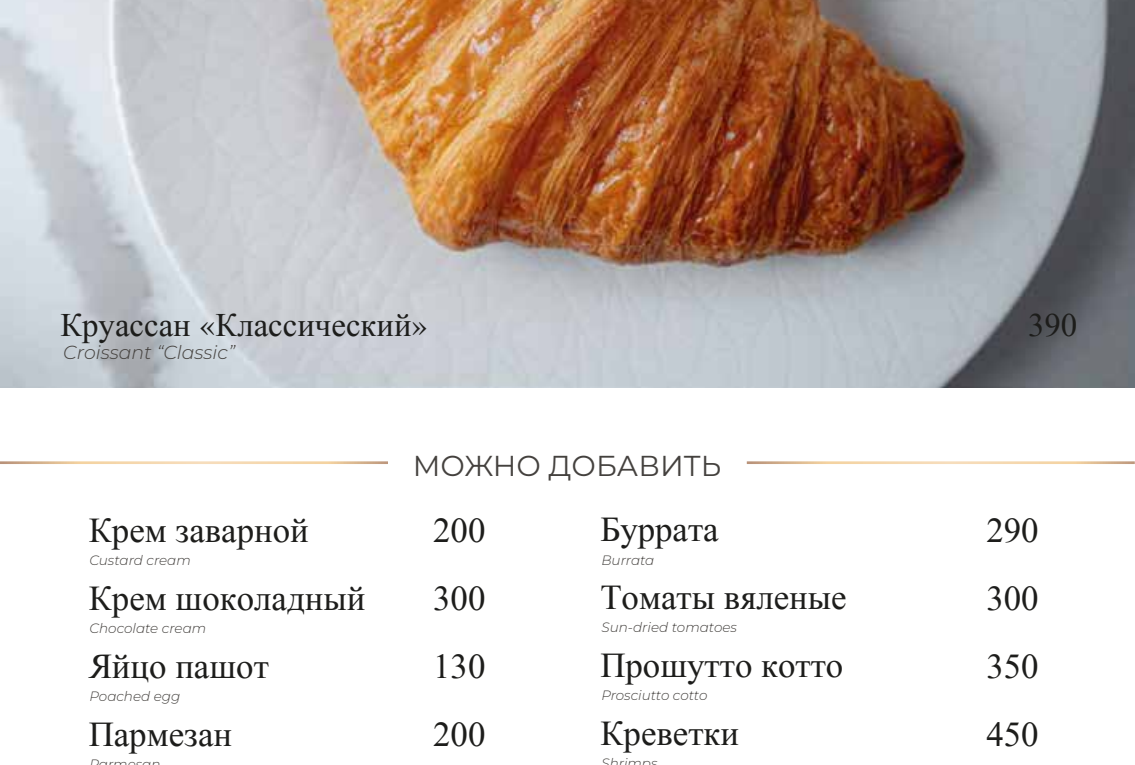 Круассан «Классический» 390
Croissant “Classic”
МОЖНО ДОБАВИТЬ
Крем заварной 200
Custard cream
Крем шоколадный 300
Chocolate cream
Яйцо пашот 130
Poached egg
Пармезан 200
Parmesan
Буррата 290
Burrata
Томаты вяленые 300
Sun-dried tomatoes
Прошутто котто 350
Prosciutto cotto
Креветки 450
Shrimps